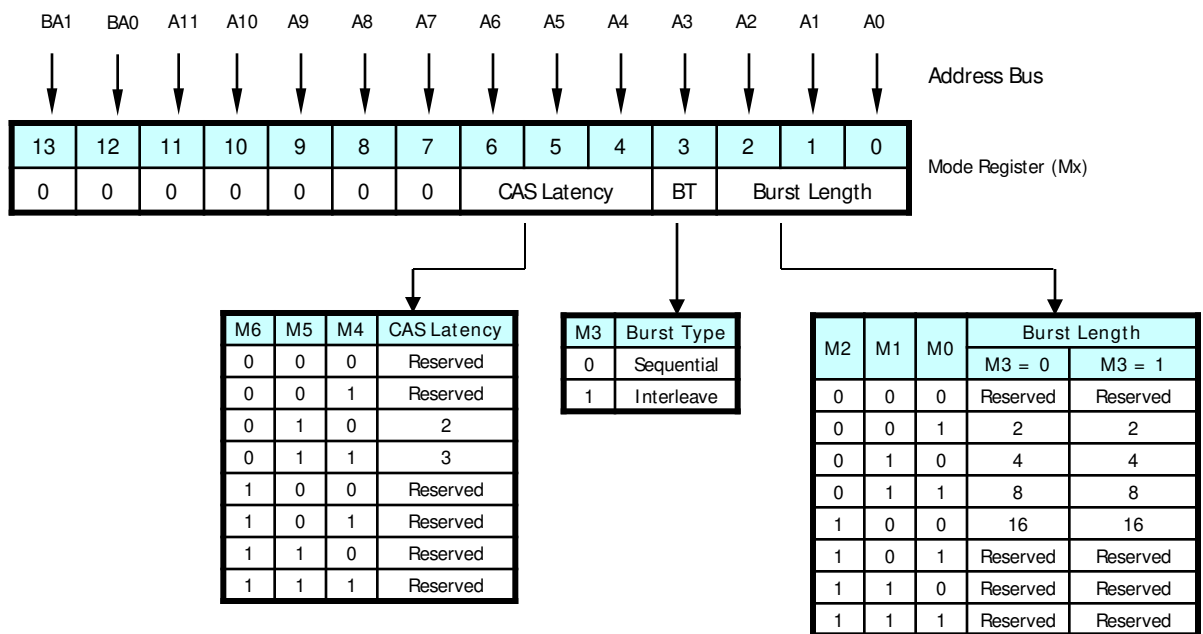 BA1 BA0 A11 A10 A9 A8 A7 A6 A5 A4 A3 A2 A1 A0
Address Bus
13 12 11 10 9 8 7 6 5 4 3 2 1 0
Mode Register (Mx)
0 0 0 0 0 0 0 CAS Latency BT Burst Length
M6 M5 M4 CAS Latency
0 0 0 Reserved
0 0 1 Reserved
0 1 0 2
0 1 1 3
1 0 0 Reserved
1 0 1 Reserved
1 1 0 Reserved
1 1 1 Reserved
M3 Burst Type
0 Sequential
1 Interleave
M2 M1 M0 Burst Length
M3 = 0 M3 = 1
0 0 0 Reserved Reserved
0 0 1 2 2
0 1 0 4 4
0 1 1 8 8
1 0 0 16 16
1 0 1 Reserved Reserved
1 1 0 Reserved Reserved
1 1 1 Reserved Reserved